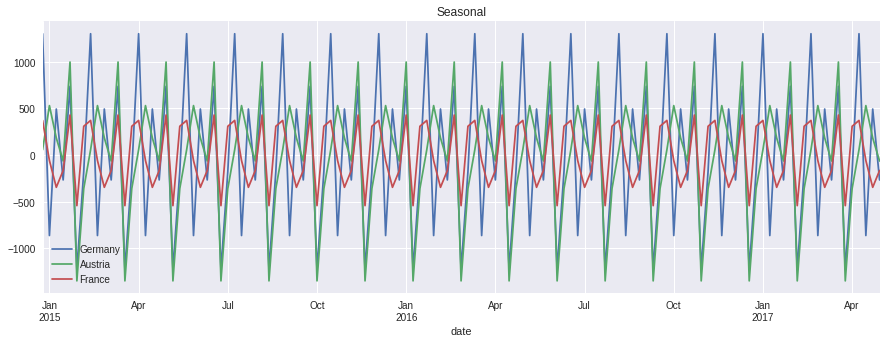 Seasonal
1000
500
0
−500
−1000
Germany
Austria
France
Jan Apr Jul Oct Jan Apr Jul Oct Jan Apr
2015 2016 2017
date